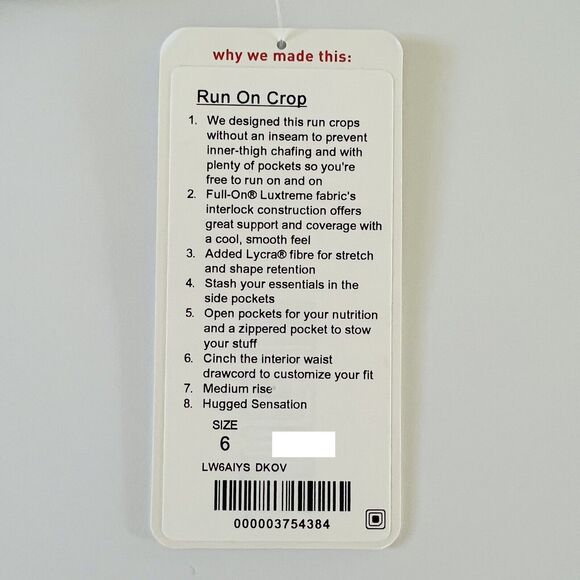 why we made this:
Run On Crop
1. We designed this run crops
without an inseam to prevent
inner-thigh chafing and with
plenty of pockets so you're
free to run on and on
2. Full-On® Luxtreme fabric's
interlock construction offers
great support and coverage with
a cool, smooth feel
3. Added Lycra® fibre for stretch
and shape retention
4. Stash your essentials in the
side pockets
5. Open pockets for your nutrition
and a zippered pocket to stow
your stuff
6. Cinch the interior waist
drawcord to customize your fit
7. Medium rise
8. Hugged Sensation
SIZE
6
LW6AIYS DKOV
000003754384